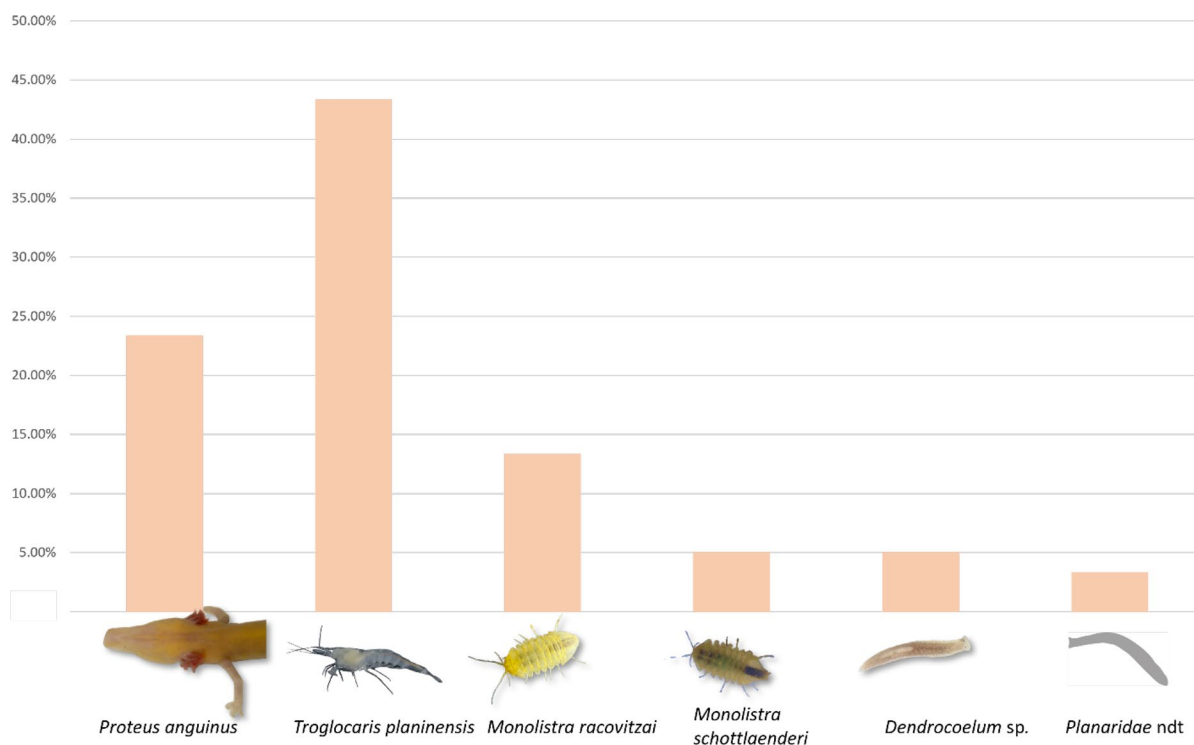 50.00%
45.00%
40.00%
35.00%
30.00%
25.00%
20.00%
15.00%
10.00%
5.00%
Proteus anguinus
Troglocaris planinensis
Monolistra racovitzai
Monolistra
schottlaenderi
Dendrocoelum sp.
Planaridae ndt